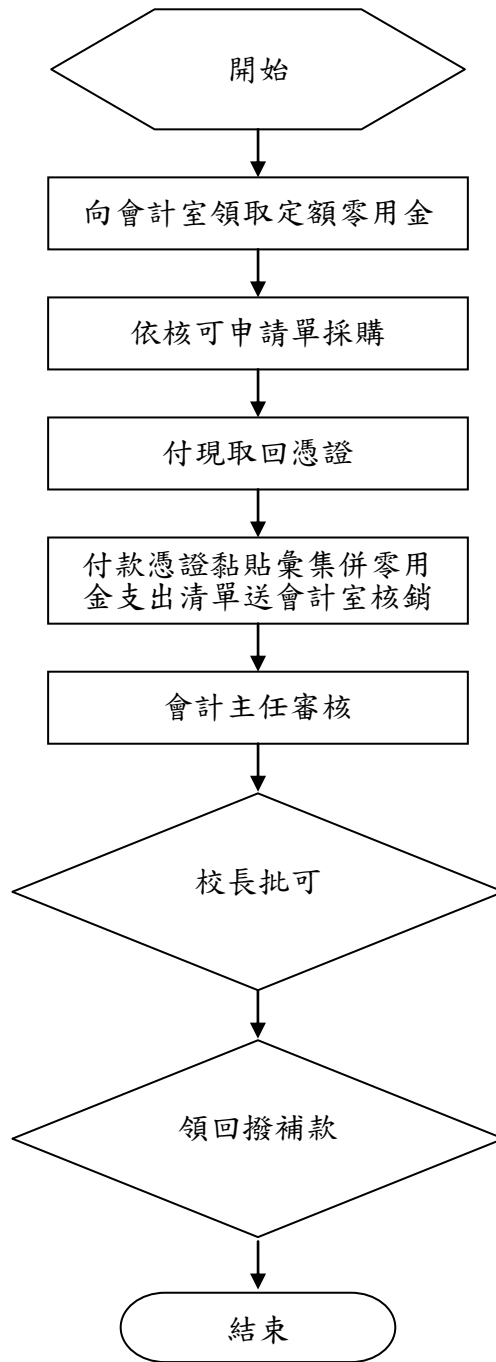 開始
向會計室領取定額零用金
依核可申請單採購
付現取回憑證
付款憑證黏貼彙集併零用
金支出清單送會計室核銷
會計主任審核
校長批可
領回撥補款
結束